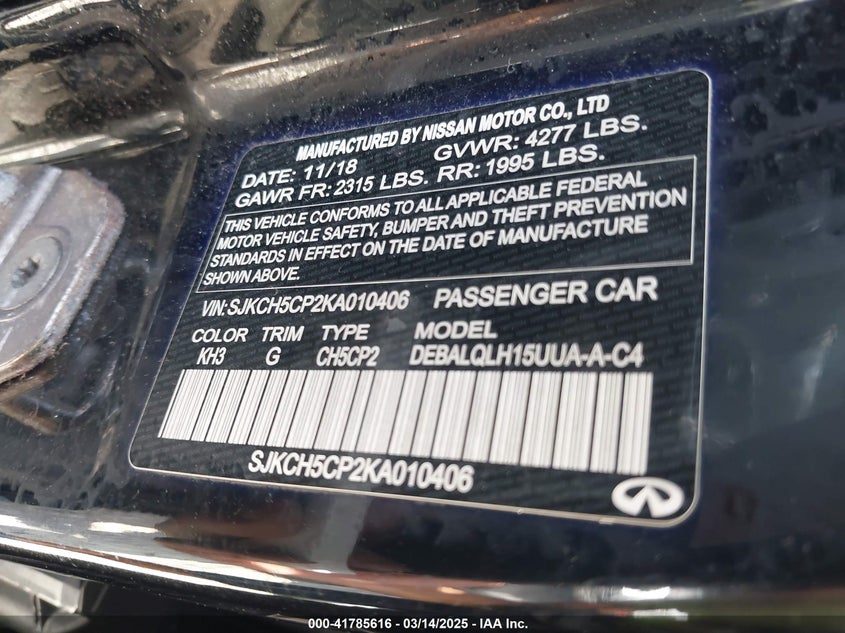 MANUFACTURED BY NISSAN MOTOR CO., LTD
DATE: 11/18 GVWR: 4277 LBS.
GAWR FR: 2315 LBS. RR: 1995 LBS.
THIS VEHICLE CONFORMS TO ALL APPLICABLE FEDERAL
MOTOR VEHICLE SAFETY, BUMPER AND THEFT PREVENTION
STANDARDS IN EFFECT ON THE DATE OF MANUFACTURE
SHOWN ABOVE.
VIN: SJKCH5CP2KA010406 PASSENGER CAR
COLOR TRIM TYPE MODEL
KH3 G CH5CP2 DEBALQLH15UUA-A-C4
SJKCH5CP2KA010406
000-41785616 — 03/14/2025 — IAA Inc.